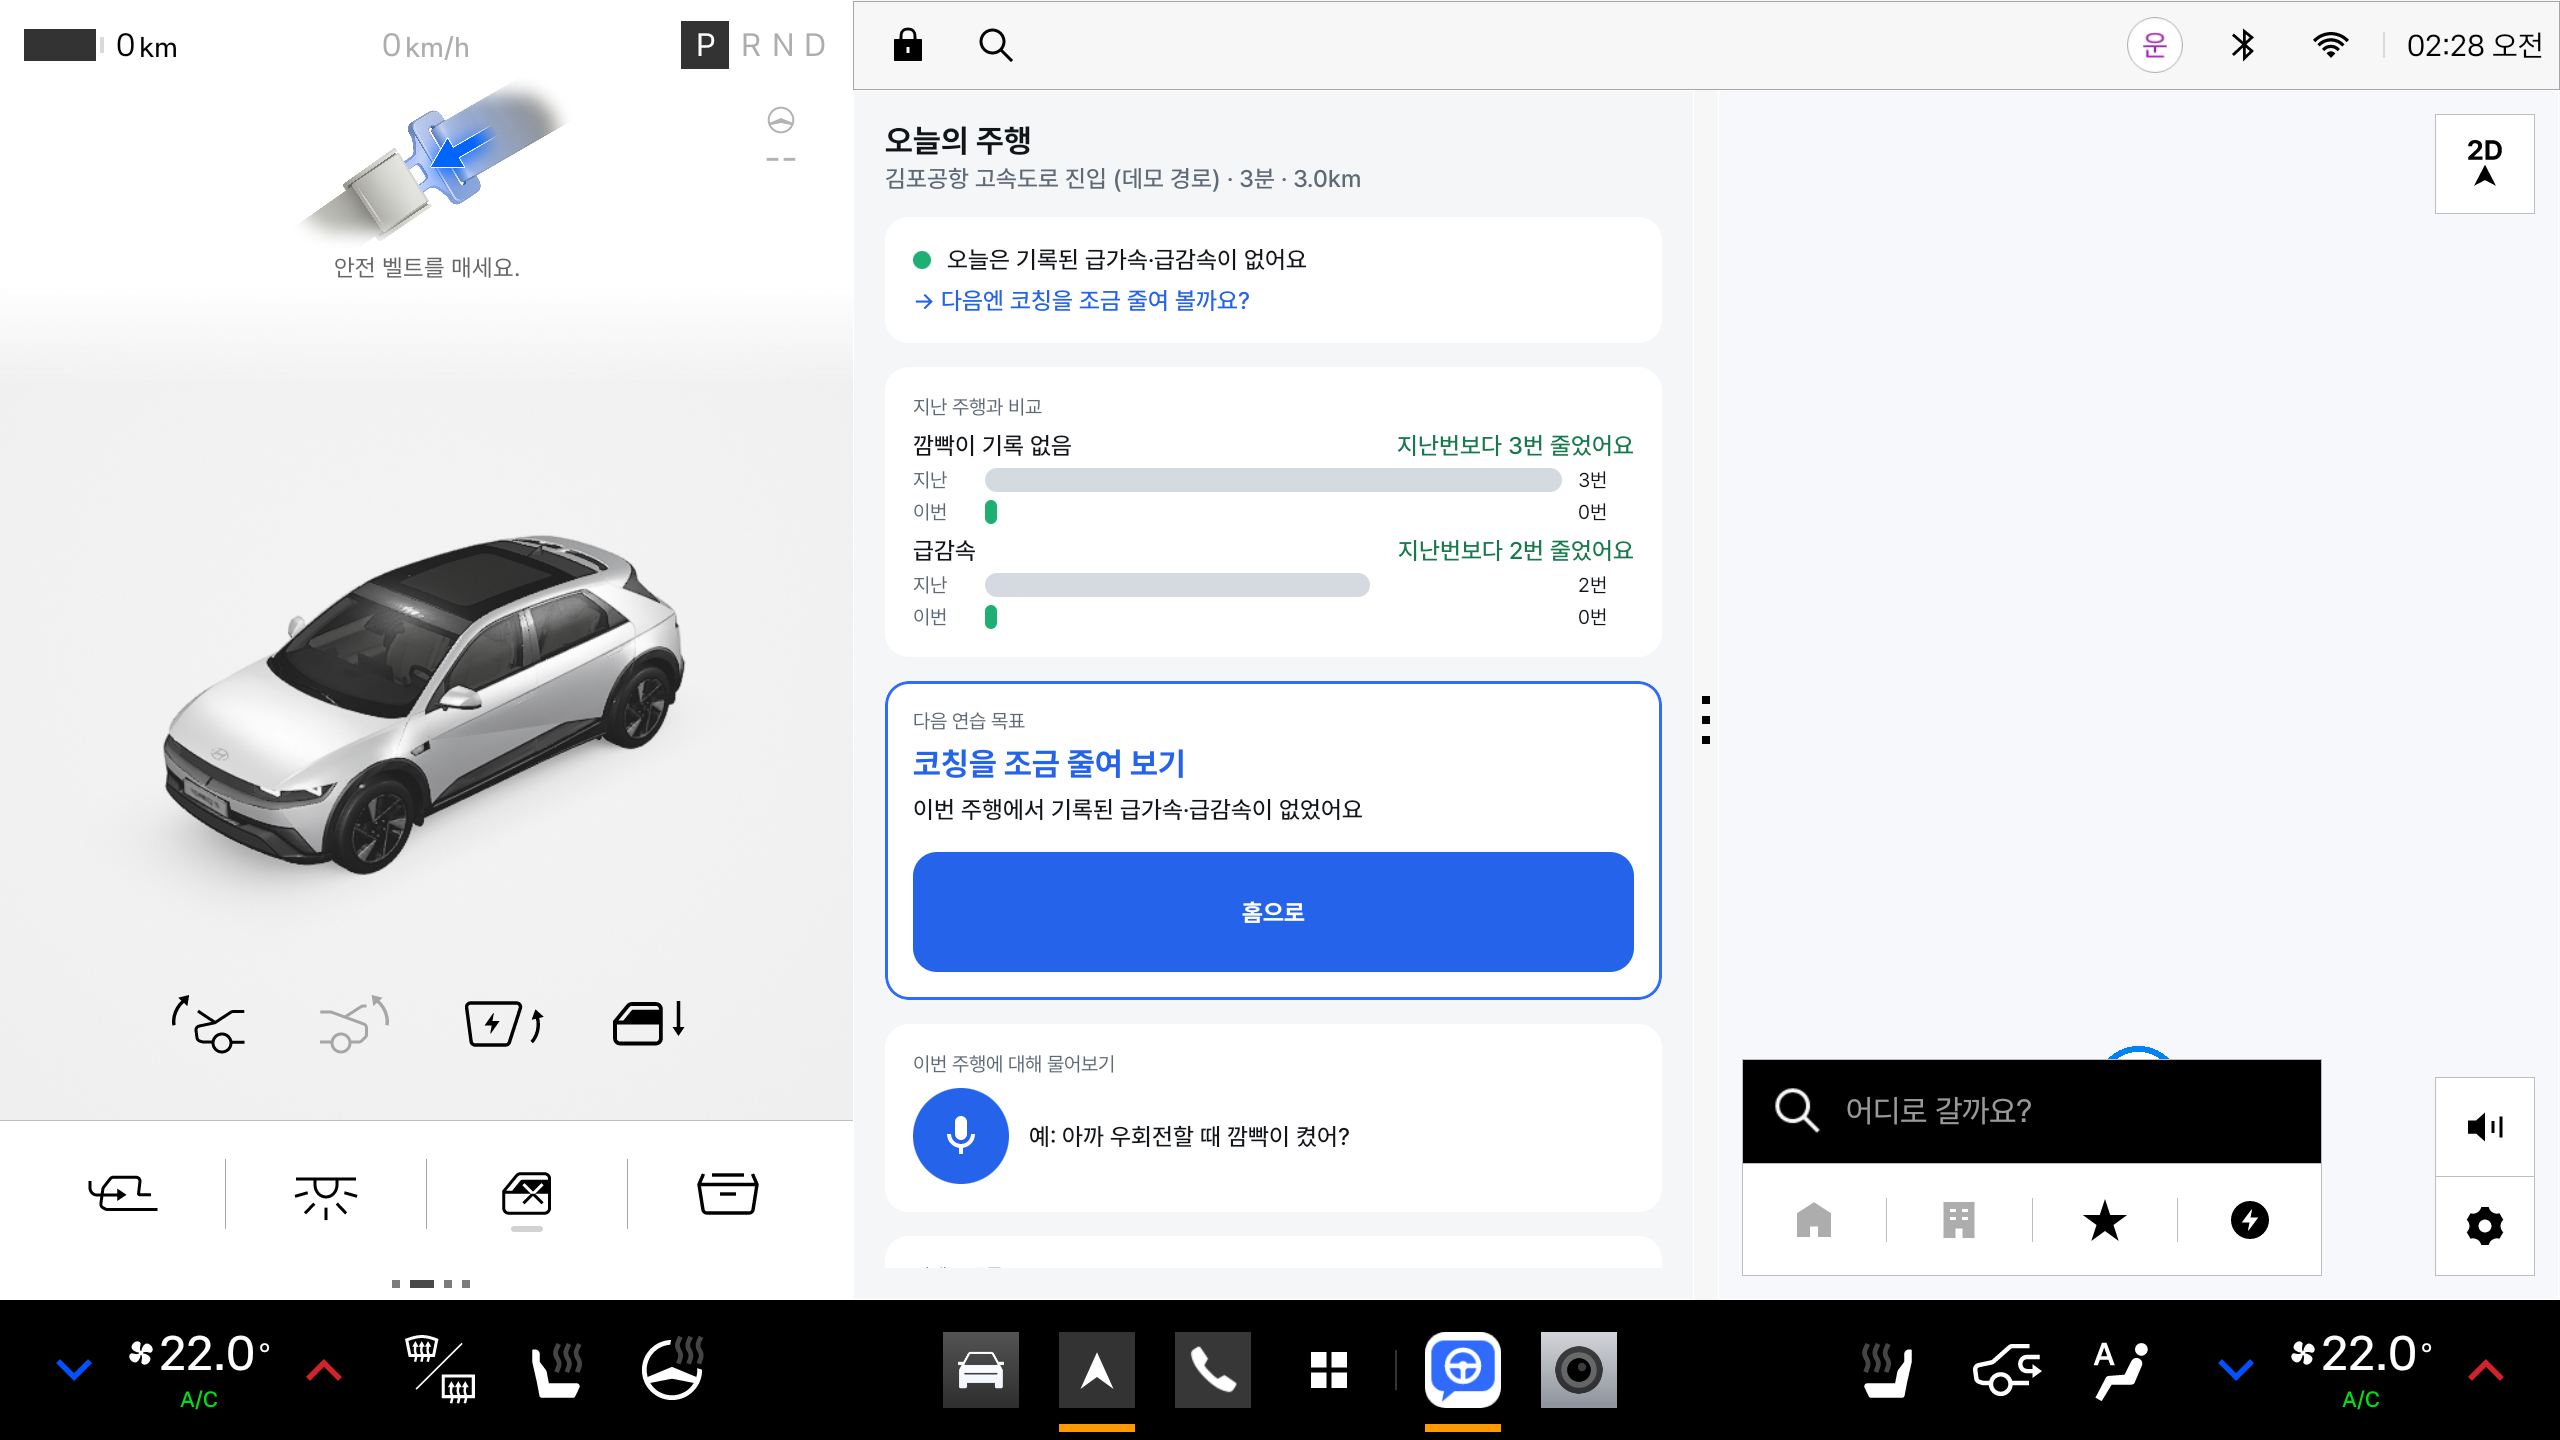 0 km
0 km/h
P R N D
안전 벨트를 매세요.
운
02:28 오전
오늘의 주행
김포공항 고속도로 진입 (데모 경로) · 3분 · 3.0km
오늘은 기록된 급가속·급감속이 없어요
→ 다음엔 코칭을 조금 줄여 볼까요?
지난 주행과 비교
깜빡이 기록 없음 지난번보다 3번 줄었어요
지난 3번
이번 0번
급감속 지난번보다 2번 줄었어요
지난 2번
이번 0번
다음 연습 목표
코칭을 조금 줄여 보기
이번 주행에서 기록된 급가속·급감속이 없었어요
홈으로
이번 주행에 대해 물어보기
예: 아까 우회전할 때 깜빡이 켰어?
2D
어디로 갈까요?
22.0°
A/C
A
22.0°
A/C